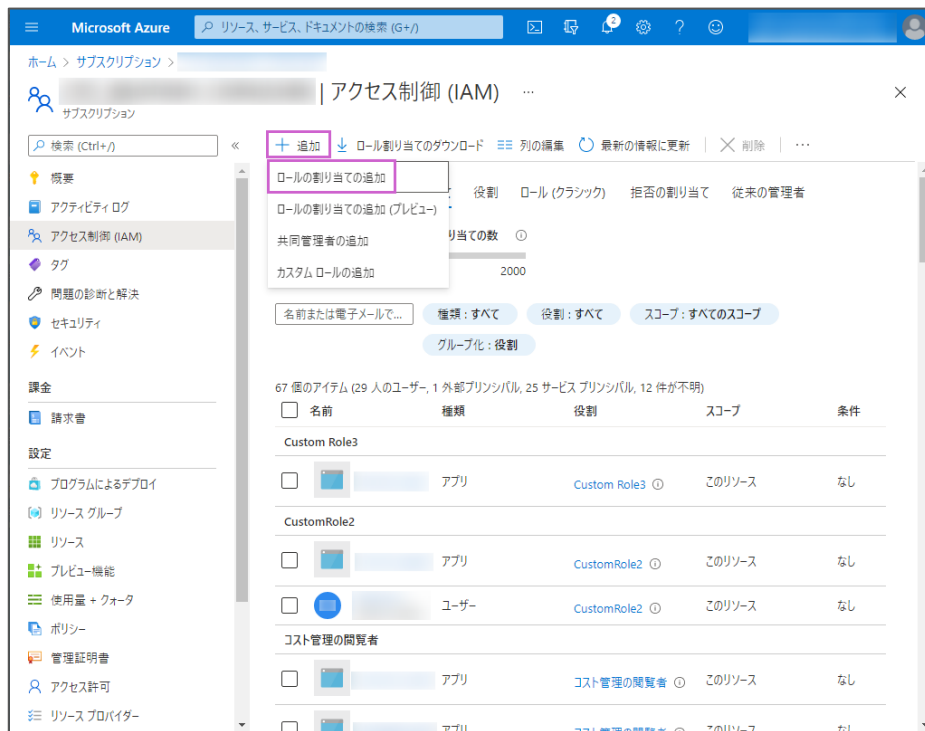 Microsoft Azure
リソース、サービス、ドキュメントの検索 (G+/)
2
ホーム > サブスクリプション >
| アクセス制御 (IAM) ...
サブスクリプション
検索 (Ctrl+/)
«
追加
ロール割り当てのダウンロード
列の編集
最新の情報に更新
削除
...
概要
アクティビティ ログ
アクセス制御 (IAM)
タグ
問題の診断と解決
セキュリティ
イベント
課金
請求書
設定
プログラムによるデプロイ
リソース グループ
リソース
プレビュー機能
使用量 + クォータ
ポリシー
管理証明書
アクセス許可
リソース プロバイダー
ロールの割り当ての追加
ロールの割り当ての追加 (プレビュー)
共同管理者の追加
カスタム ロールの追加
役割
ロール (クラシック)
拒否の割り当て
従来の管理者
り当ての数
2000
名前または電子メールで...
種類 : すべて
役割 : すべて
スコープ : すべてのスコープ
グループ化 : 役割
67 個のアイテム (29 人のユーザー, 1 外部プリンシパル, 25 サービス プリンシパル, 12 件が不明)
名前 種類 役割 スコープ 条件
Custom Role3
アプリ Custom Role3 このリソース なし
CustomRole2
アプリ CustomRole2 このリソース なし
ユーザー CustomRole2 このリソース なし
コスト管理の閲覧者
アプリ コスト管理の閲覧者 このリソース なし
アプリ コスト管理の閲覧者 このリソース なし